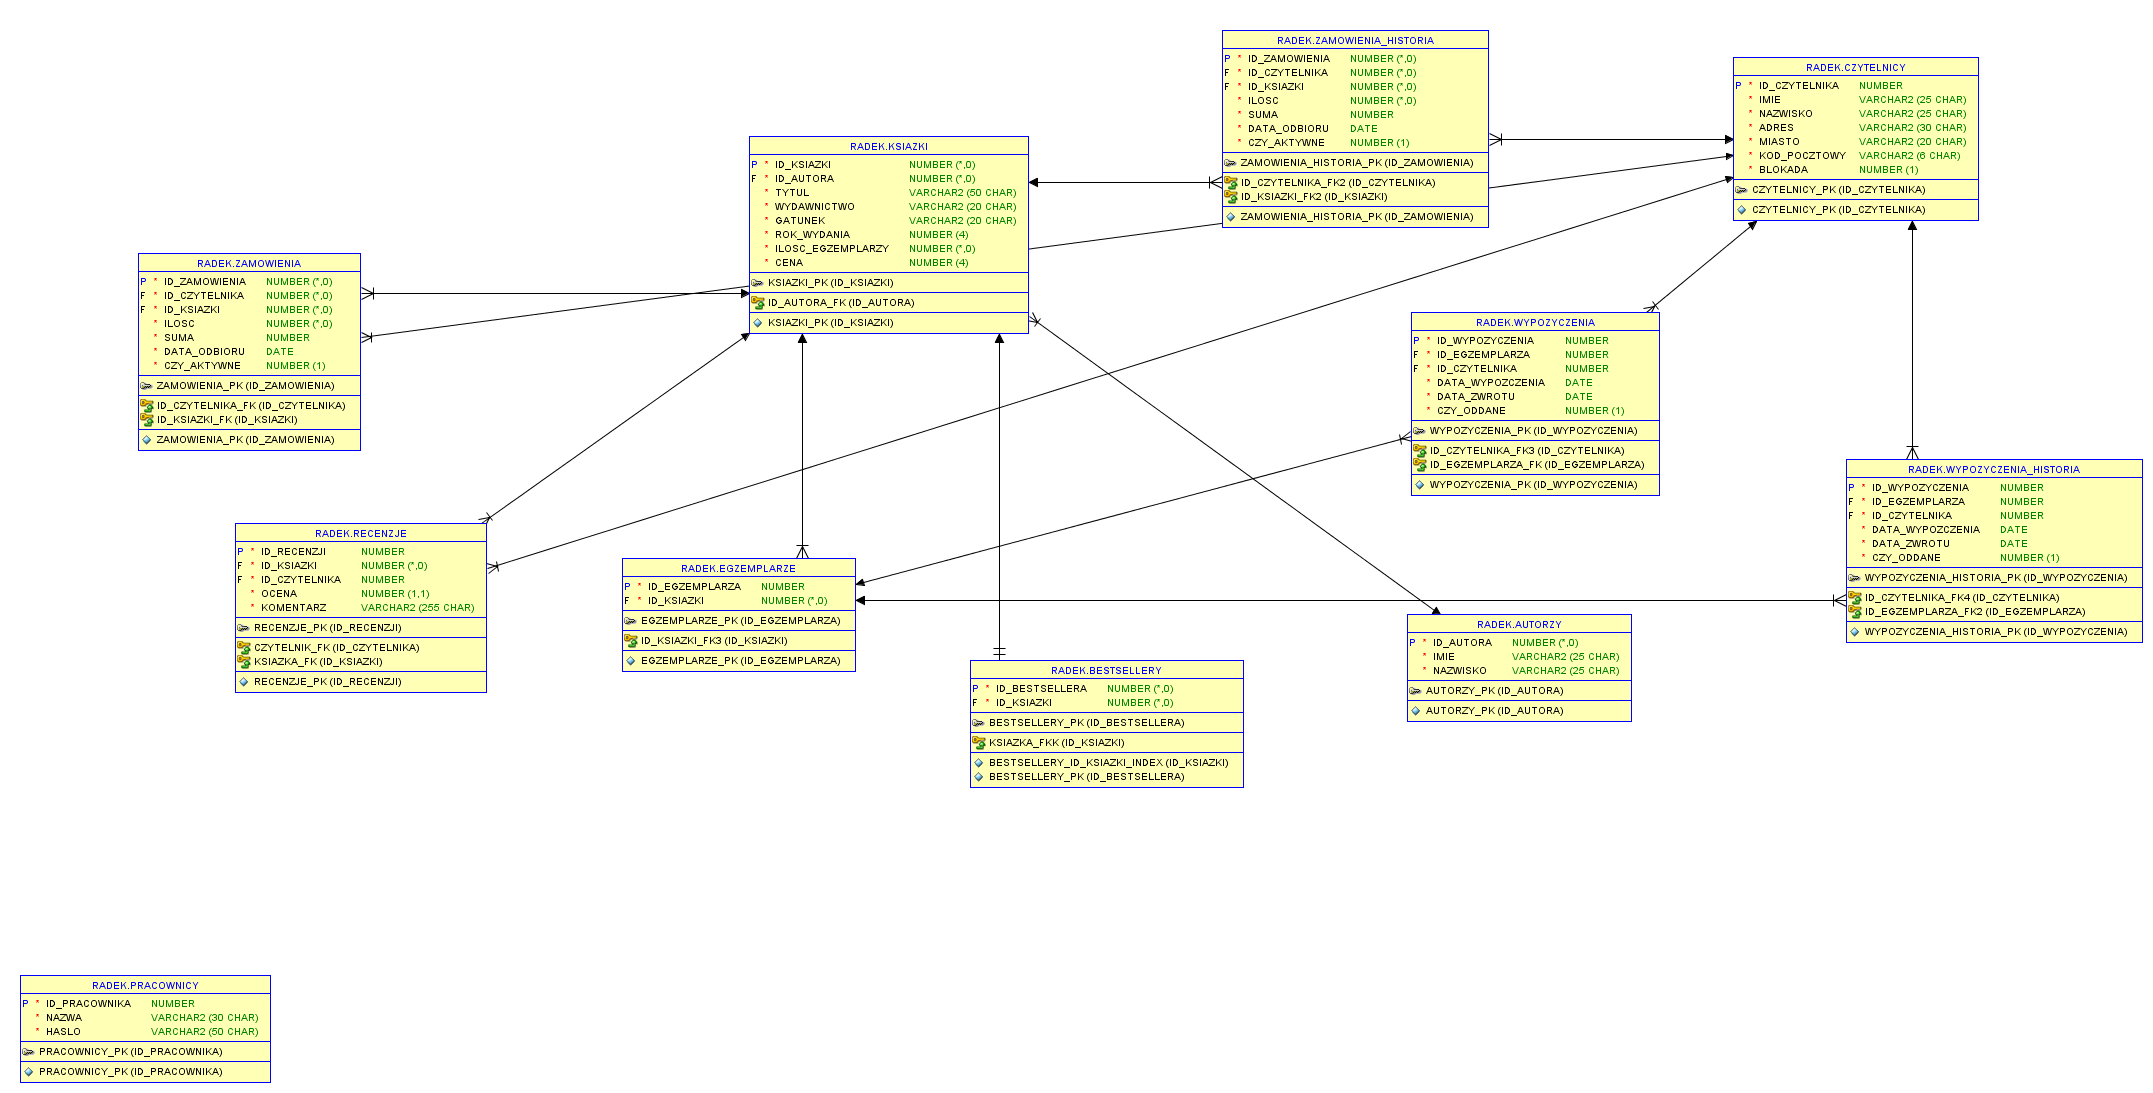 RADEK.ZAMOWIENIA_HISTORIA
P * ID_ZAMOWIENIA NUMBER (*,0)
F * ID_CZYTELNIKA NUMBER (*,0)
F * ID_KSIAZKI NUMBER (*,0)
* ILOSC NUMBER (*,0)
* SUMA NUMBER
* DATA_ODBIORU DATE
* CZY_AKTYWNE NUMBER (1)
ZAMOWIENIA_HISTORIA_PK (ID_ZAMOWIENIA)
ID_CZYTELNIKA_FK2 (ID_CZYTELNIKA)
ID_KSIAZKI_FK2 (ID_KSIAZKI)
ZAMOWIENIA_HISTORIA_PK (ID_ZAMOWIENIA)
RADEK.CZYTELNICY
P * ID_CZYTELNIKA NUMBER
* IMIE VARCHAR2 (25 CHAR)
* NAZWISKO VARCHAR2 (25 CHAR)
* ADRES VARCHAR2 (30 CHAR)
* MIASTO VARCHAR2 (20 CHAR)
* KOD_POCZTOWY VARCHAR2 (6 CHAR)
* BLOKADA NUMBER (1)
CZYTELNICY_PK (ID_CZYTELNIKA)
CZYTELNICY_PK (ID_CZYTELNIKA)
RADEK.KSIAZKI
P * ID_KSIAZKI NUMBER (*,0)
F * ID_AUTORA NUMBER (*,0)
* TYTUL VARCHAR2 (50 CHAR)
* WYDAWNICTWO VARCHAR2 (20 CHAR)
* GATUNEK VARCHAR2 (20 CHAR)
* ROK_WYDANIA NUMBER (4)
* ILOSC_EGZEMPLARZY NUMBER (*,0)
* CENA NUMBER (4)
KSIAZKI_PK (ID_KSIAZKI)
ID_AUTORA_FK (ID_AUTORA)
KSIAZKI_PK (ID_KSIAZKI)
RADEK.ZAMOWIENIA
P * ID_ZAMOWIENIA NUMBER (*,0)
F * ID_CZYTELNIKA NUMBER (*,0)
F * ID_KSIAZKI NUMBER (*,0)
* ILOSC NUMBER (*,0)
* SUMA NUMBER
* DATA_ODBIORU DATE
* CZY_AKTYWNE NUMBER (1)
ZAMOWIENIA_PK (ID_ZAMOWIENIA)
ID_CZYTELNIKA_FK (ID_CZYTELNIKA)
ID_KSIAZKI_FK (ID_KSIAZKI)
ZAMOWIENIA_PK (ID_ZAMOWIENIA)
RADEK.WYPOZYCZENIA
P * ID_WYPOZYCZENIA NUMBER
F * ID_EGZEMPLARZA NUMBER
F * ID_CZYTELNIKA NUMBER
* DATA_WYPOZCZENIA DATE
* DATA_ZWROTU DATE
* CZY_ODDANE NUMBER (1)
WYPOZYCZENIA_PK (ID_WYPOZYCZENIA)
ID_CZYTELNIKA_FK3 (ID_CZYTELNIKA)
ID_EGZEMPLARZA_FK (ID_EGZEMPLARZA)
WYPOZYCZENIA_PK (ID_WYPOZYCZENIA)
RADEK.WYPOZYCZENIA_HISTORIA
P * ID_WYPOZYCZENIA NUMBER
F * ID_EGZEMPLARZA NUMBER
F * ID_CZYTELNIKA NUMBER
* DATA_WYPOZCZENIA DATE
* DATA_ZWROTU DATE
* CZY_ODDANE NUMBER (1)
WYPOZYCZENIA_HISTORIA_PK (ID_WYPOZYCZENIA)
ID_CZYTELNIKA_FK4 (ID_CZYTELNIKA)
ID_EGZEMPLARZA_FK2 (ID_EGZEMPLARZA)
WYPOZYCZENIA_HISTORIA_PK (ID_WYPOZYCZENIA)
RADEK.RECENZJE
P * ID_RECENZJI NUMBER
F * ID_KSIAZKI NUMBER (*,0)
F * ID_CZYTELNIKA NUMBER
* OCENA NUMBER (1,1)
* KOMENTARZ VARCHAR2 (255 CHAR)
RECENZJE_PK (ID_RECENZJI)
CZYTELNIK_FK (ID_CZYTELNIKA)
KSIAZKA_FK (ID_KSIAZKI)
RECENZJE_PK (ID_RECENZJI)
RADEK.EGZEMPLARZE
P * ID_EGZEMPLARZA NUMBER
F * ID_KSIAZKI NUMBER (*,0)
EGZEMPLARZE_PK (ID_EGZEMPLARZA)
ID_KSIAZKI_FK3 (ID_KSIAZKI)
EGZEMPLARZE_PK (ID_EGZEMPLARZA)
RADEK.BESTSELLERY
P * ID_BESTSELLERA NUMBER (*,0)
F * ID_KSIAZKI NUMBER (*,0)
BESTSELLERY_PK (ID_BESTSELLERA)
KSIAZKA_FKK (ID_KSIAZKI)
BESTSELLERY_ID_KSIAZKI_INDEX (ID_KSIAZKI)
BESTSELLERY_PK (ID_BESTSELLERA)
RADEK.AUTORZY
P * ID_AUTORA NUMBER (*,0)
* IMIE VARCHAR2 (25 CHAR)
* NAZWISKO VARCHAR2 (25 CHAR)
AUTORZY_PK (ID_AUTORA)
AUTORZY_PK (ID_AUTORA)
RADEK.PRACOWNICY
P * ID_PRACOWNIKA NUMBER
* NAZWA VARCHAR2 (30 CHAR)
* HASLO VARCHAR2 (50 CHAR)
PRACOWNICY_PK (ID_PRACOWNIKA)
PRACOWNICY_PK (ID_PRACOWNIKA)